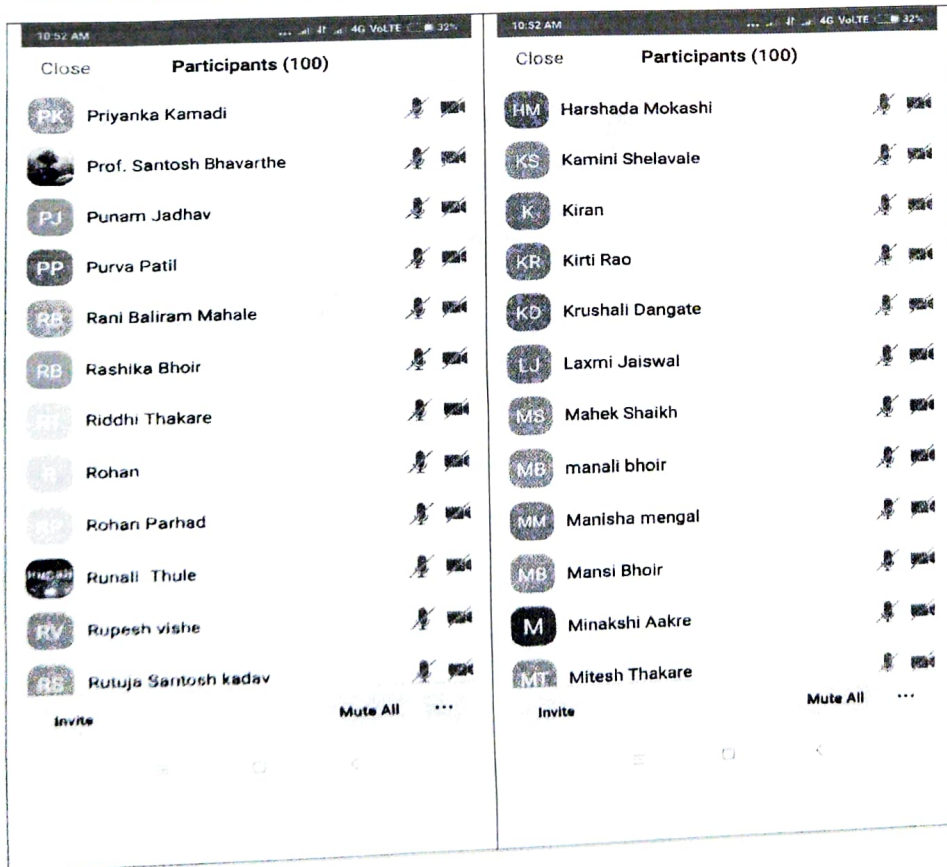 10:52 AM ... 4G VoLTE 32%
Close Participants (100)
PK Priyanka Kamadi
Prof. Santosh Bhavarthe
PJ Punam Jadhav
PP Purva Patil
RB Rani Baliram Mahale
RB Rashika Bhoir
Riddhi Thakare
R Rohan
RP Rohan Parhad
Runali Thule
RV Rupesh vishe
RS Rutuja Santosh kadav
Invite Mute All ...
10:52 AM ... 4G VoLTE 32%
Close Participants (100)
HM Harshada Mokashi
KS Kamini Shelavale
K Kiran
KR Kirti Rao
KD Krushali Dangate
LJ Laxmi Jaiswal
MS Mahek Shaikh
MB manali bhoir
MM Manisha mengal
MB Mansi Bhoir
M Minakshi Aakre
MT Mitesh Thakare
Invite Mute All ...